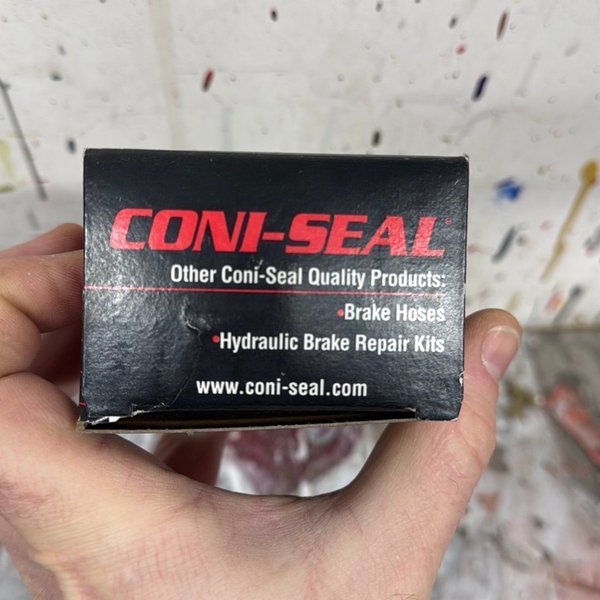 CONI-SEAL
Other Coni-Seal Quality Products:
•Brake Hoses
•Hydraulic Brake Repair Kits
www.coni-seal.com